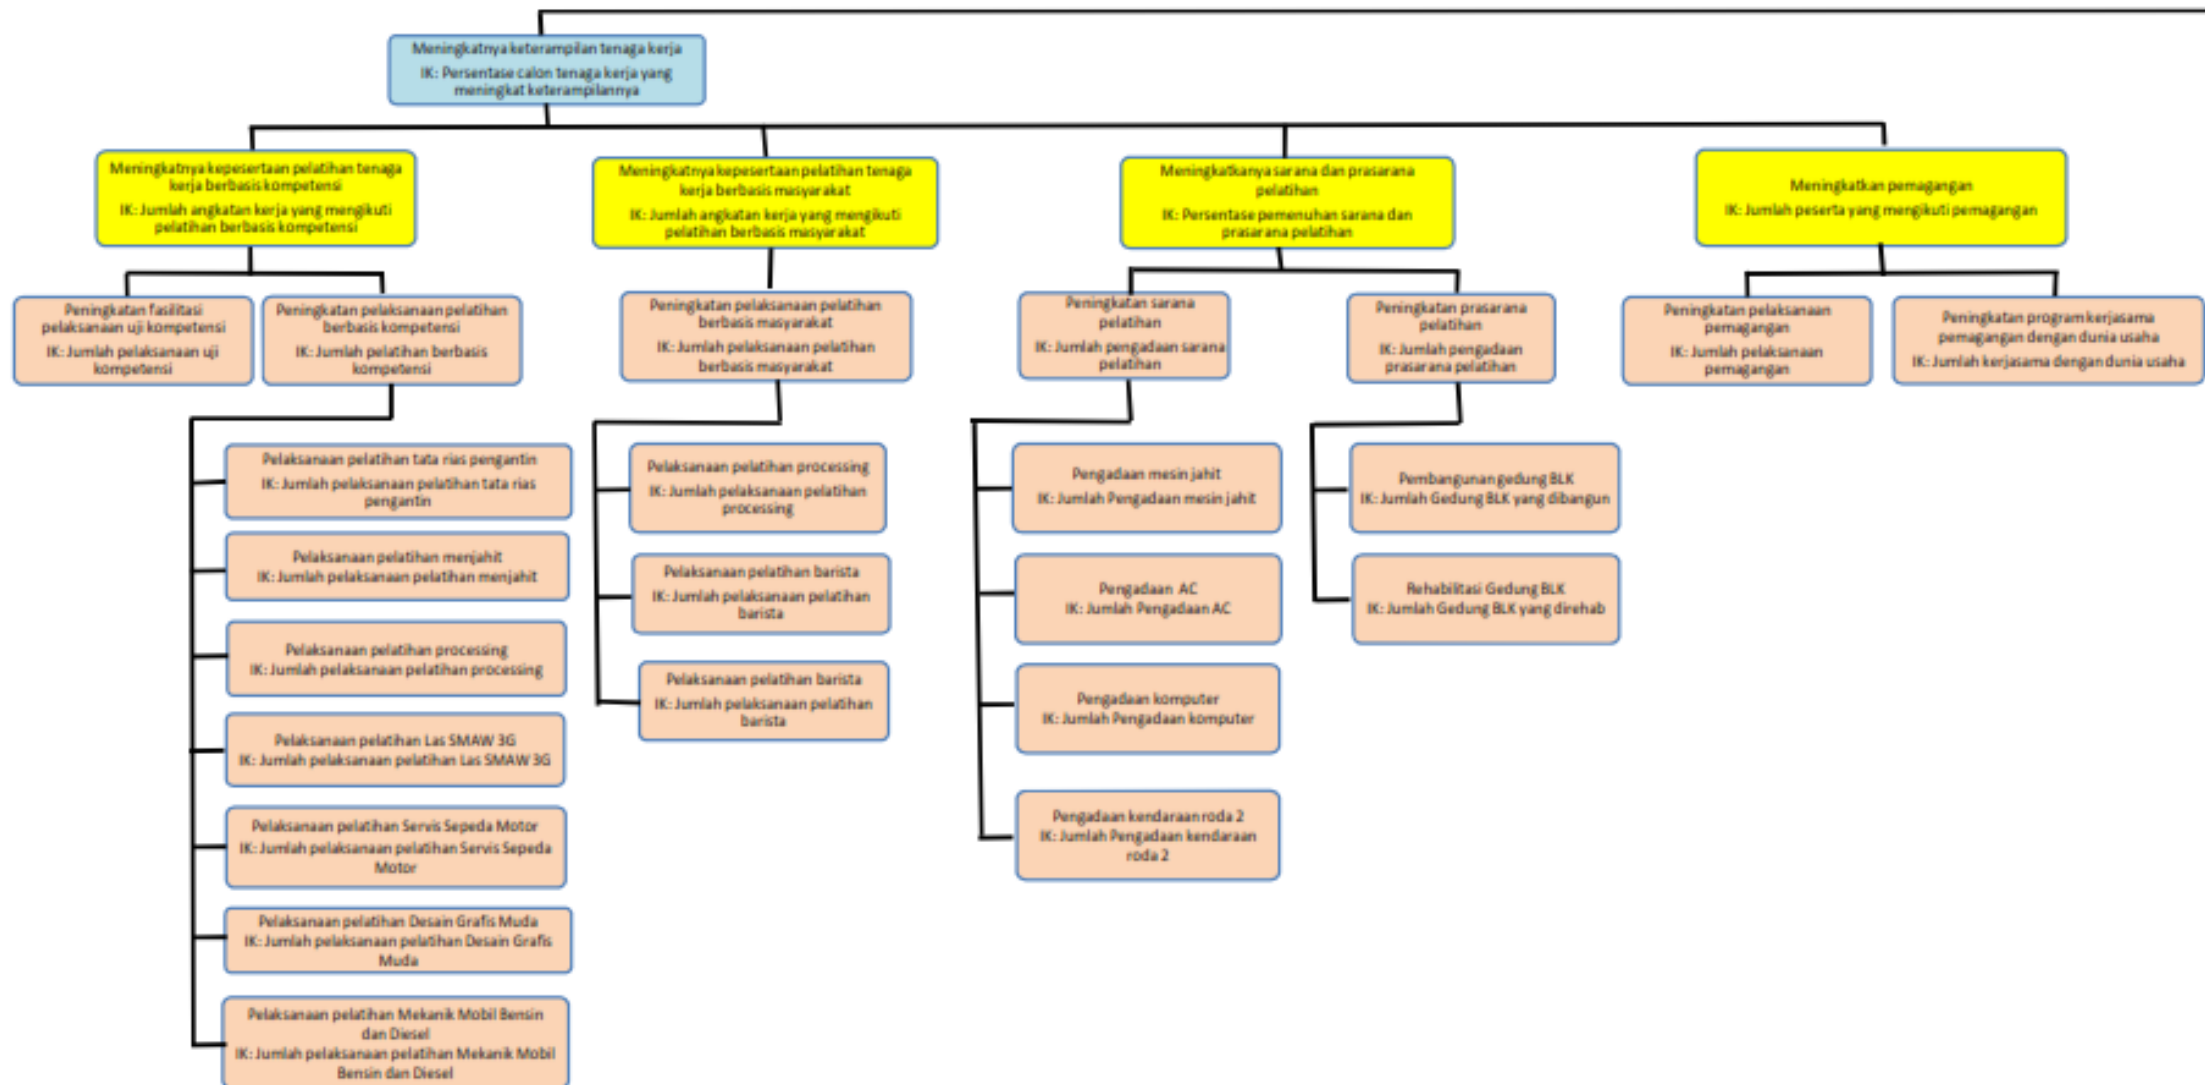 Meningkatnya keterampilan tenaga kerja
IK: Persentase calon tenaga kerja yang
meningkat keterampilannya
Meningkatnya kepesertaan pelatihan tenaga
kerja berbasis kompetensi
IK: Jumlah angkatan kerja yang mengikuti
pelatihan berbasis kompetensi
Meningkatnya kepesertaan pelatihan tenaga
kerja berbasis masyarakat
IK: Jumlah angkatan kerja yang mengikuti
pelatihan berbasis masyarakat
Meningkatkanya sarana dan prasarana
pelatihan
IK: Persentase pemenuhan sarana dan
prasarana pelatihan
Meningkatkan pemagangan
IK: Jumlah peserta yang mengikuti pemagangan
Peningkatan fasilitasi
pelaksanaan uji kompetensi
IK: Jumlah pelaksanaan uji
kompetensi
Peningkatan pelaksanaan pelatihan
berbasis kompetensi
IK: Jumlah pelatihan berbasis
kompetensi
Peningkatan pelaksanaan pelatihan
berbasis masyarakat
IK: Jumlah pelaksanaan pelatihan
berbasis masyarakat
Peningkatan sarana
pelatihan
IK: Jumlah pengadaan sarana
pelatihan
Peningkatan prasarana
pelatihan
IK: Jumlah pengadaan
prasarana pelatihan
Peningkatan pelaksanaan
pemagangan
IK: Jumlah pelaksanaan
pemagangan
Peningkatan program kerjasama
pemagangan dengan dunia usaha
IK: Jumlah kerjasama dengan dunia usaha
Pelaksanaan pelatihan tata rias pengantin
IK: Jumlah pelaksanaan pelatihan tata rias
pengantin
Pelaksanaan pelatihan menjahit
IK: Jumlah pelaksanaan pelatihan menjahit
Pelaksanaan pelatihan processing
IK: Jumlah pelaksanaan pelatihan processing
Pelaksanaan pelatihan Las SMAW 3G
IK: Jumlah pelaksanaan pelatihan Las SMAW 3G
Pelaksanaan pelatihan Servis Sepeda Motor
IK: Jumlah pelaksanaan pelatihan Servis Sepeda
Motor
Pelaksanaan pelatihan Desain Grafis Muda
IK: Jumlah pelaksanaan pelatihan Desain Grafis
Muda
Pelaksanaan pelatihan Mekanik Mobil Bensin
dan Diesel
IK: Jumlah pelaksanaan pelatihan Mekanik Mobil
Bensin dan Diesel
Pelaksanaan pelatihan processing
IK: Jumlah pelaksanaan pelatihan
processing
Pelaksanaan pelatihan barista
IK: Jumlah pelaksanaan pelatihan
barista
Pelaksanaan pelatihan barista
IK: Jumlah pelaksanaan pelatihan
barista
Pengadaan mesin jahit
IK: Jumlah Pengadaan mesin jahit
Pengadaan AC
IK: Jumlah Pengadaan AC
Pengadaan komputer
IK: Jumlah Pengadaan komputer
Pengadaan kendaraan roda 2
IK: Jumlah Pengadaan kendaraan
roda 2
Pembangunan gedung BLK
IK: Jumlah Gedung BLK yang dibangun
Rehabilitasi Gedung BLK
IK: Jumlah Gedung BLK yang direhab